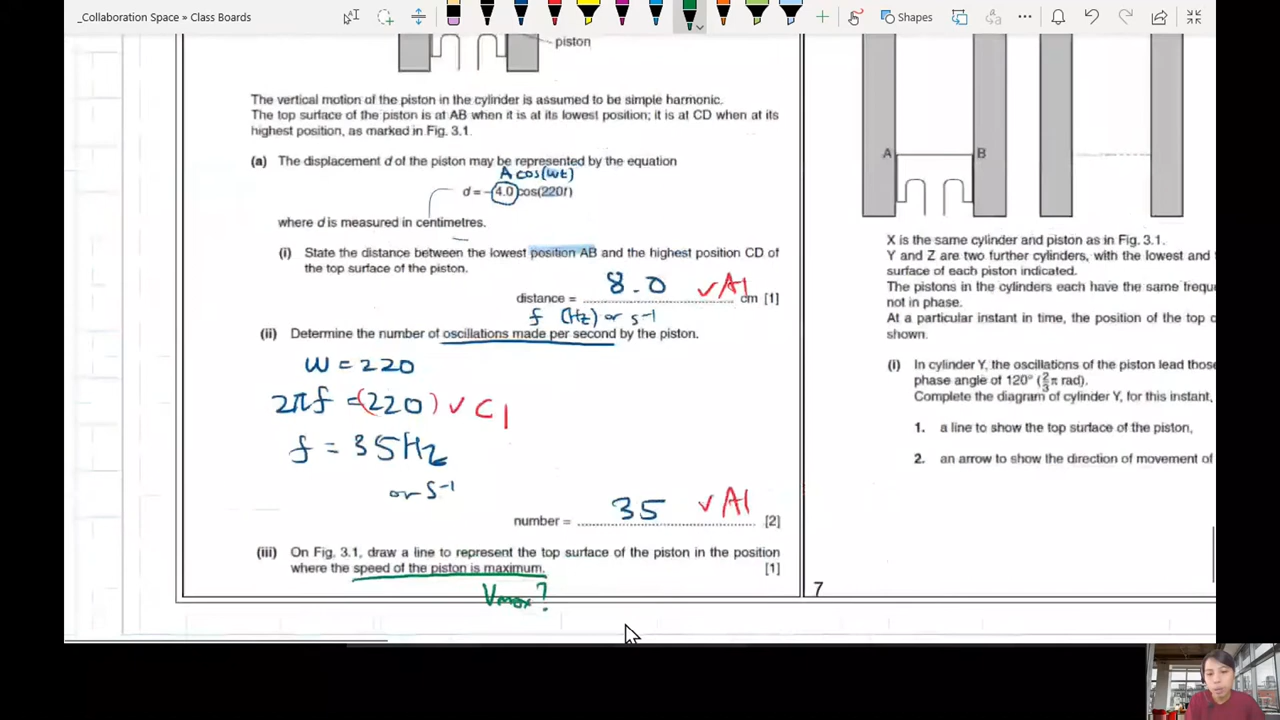 _Collaboration Space » Class Boards
Shapes
piston
The vertical motion of the piston in the cylinder is assumed to be simple harmonic.
The top surface of the piston is at AB when it is at its lowest position; it is at CD when at its
highest position, as marked in Fig. 3.1.
(a) The displacement d of the piston may be represented by the equation
A cos(ωt)
d = – 4.0 cos(220t)
where d is measured in centimetres.
(i) State the distance between the lowest position AB and the highest position CD of
the top surface of the piston.
8.0 ✓A1
distance = .......................................... cm [1]
f (Hz) or s-1
(ii) Determine the number of oscillations made per second by the piston.
ω = 220
2πf = (220) ✓ C1
f = 35Hz
or s-1
35 ✓ A1
number = .......................................... [2]
(iii) On Fig. 3.1, draw a line to represent the top surface of the piston in the position
where the speed of the piston is maximum. [1]
Vmax?
A B
X is the same cylinder and piston as in Fig. 3.1.
Y and Z are two further cylinders, with the lowest and
surface of each piston indicated.
The pistons in the cylinders each have the same frequ
not in phase.
At a particular instant in time, the position of the top c
shown.
(i) In cylinder Y, the oscillations of the piston lead those
phase angle of 120° (2/3 π rad).
Complete the diagram of cylinder Y, for this instant,
1. a line to show the top surface of the piston,
2. an arrow to show the direction of movement of
7